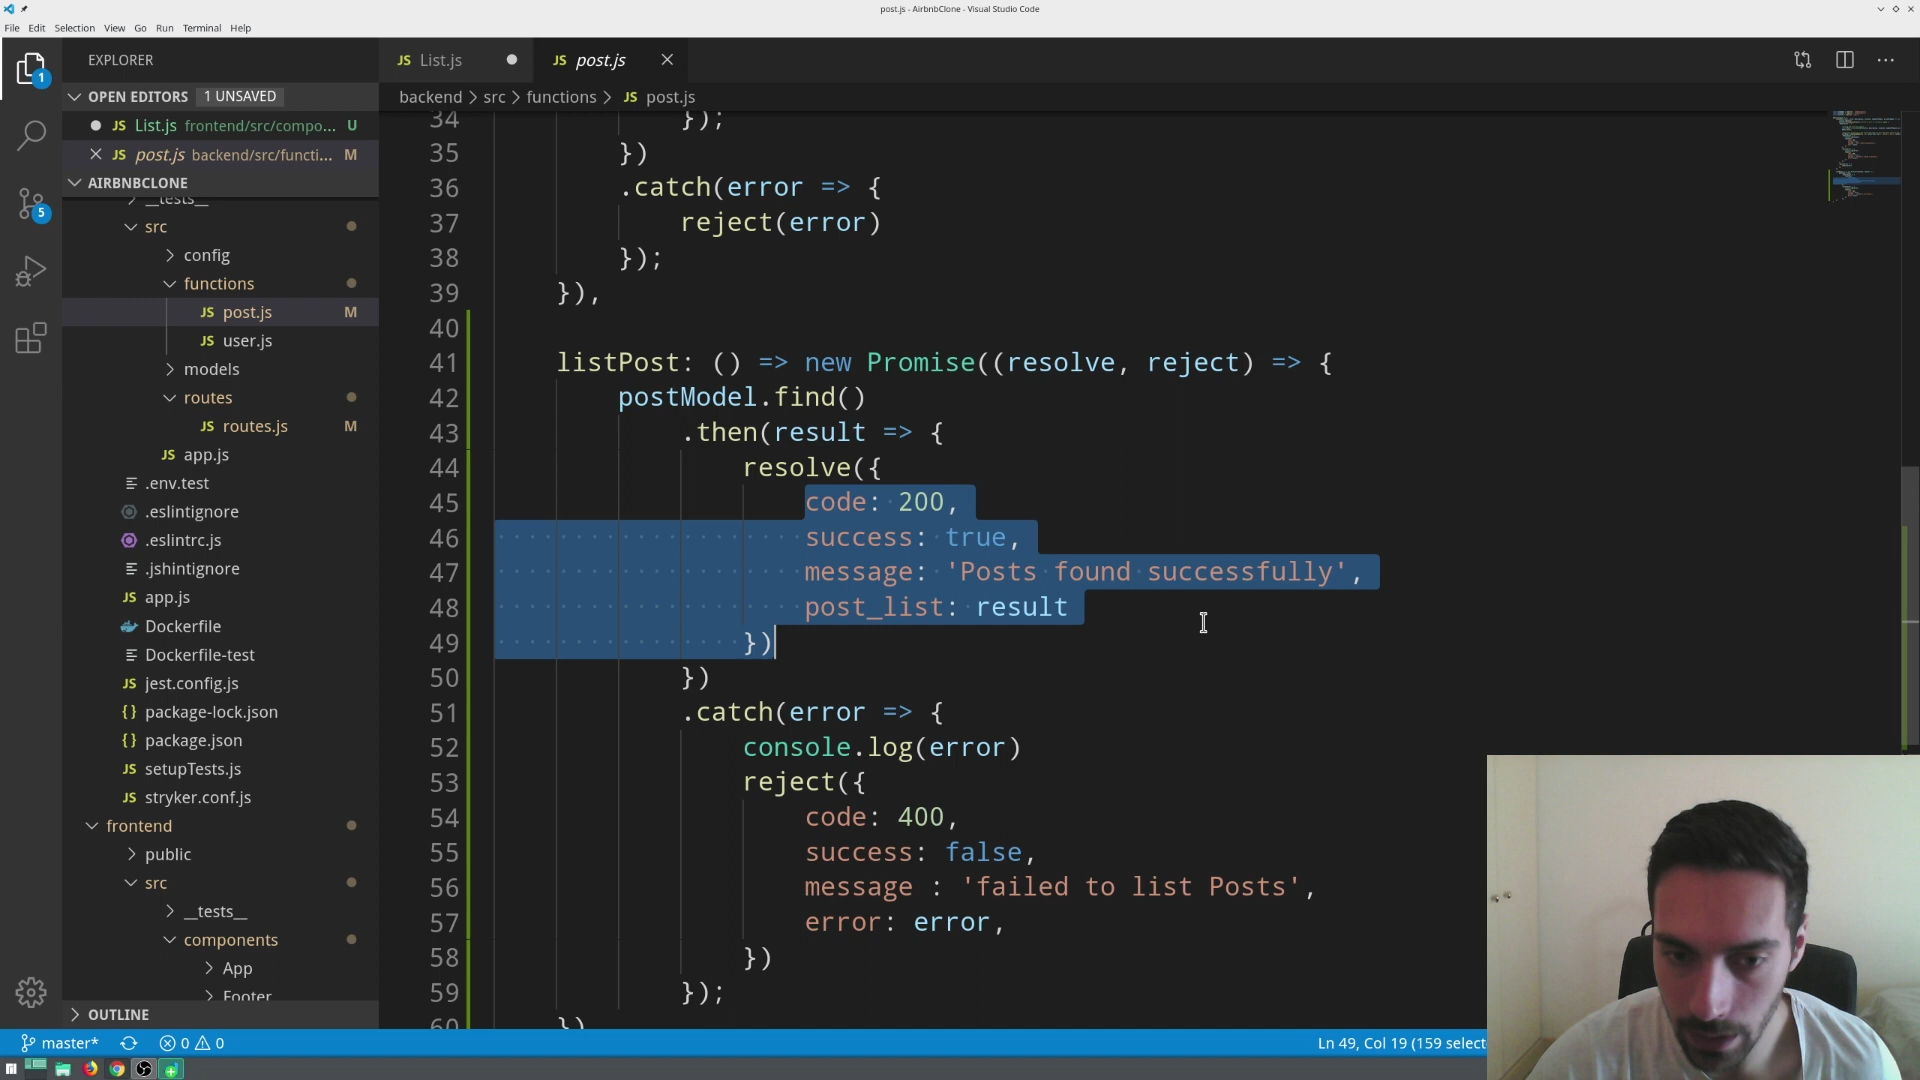 post.js - AirbnbClone - Visual Studio Code
File Edit Selection View Go Run Terminal Help
1
5
EXPLORER
OPEN EDITORS 1 UNSAVED
JS List.js frontend/src/compo... U
JS post.js backend/src/functi... M
AIRBNBCLONE
__tests__
src
config
functions
JS post.js M
JS user.js
models
routes
JS routes.js M
JS app.js
.env.test
.eslintignore
.eslintrc.js
.jshintignore
JS app.js
Dockerfile
Dockerfile-test
JS jest.config.js
{} package-lock.json
{} package.json
JS setupTests.js
JS stryker.conf.js
frontend
public
src
__tests__
components
App
Footer
OUTLINE
JS List.js
JS post.js
backend > src > functions > JS post.js
34 });
35 })
36 .catch(error => {
37 reject(error)
38 });
39 }),
40
41 listPost: () => new Promise((resolve, reject) => {
42 postModel.find()
43 .then(result => {
44 resolve({
45 code: 200,
46 success: true,
47 message: 'Posts found successfully',
48 post_list: result
49 })
50 })
51 .catch(error => {
52 console.log(error)
53 reject({
54 code: 400,
55 success: false,
56 message : 'failed to list Posts',
57 error: error,
58 })
59 });
60 })
master* 0 0
Ln 49, Col 19 (159 select